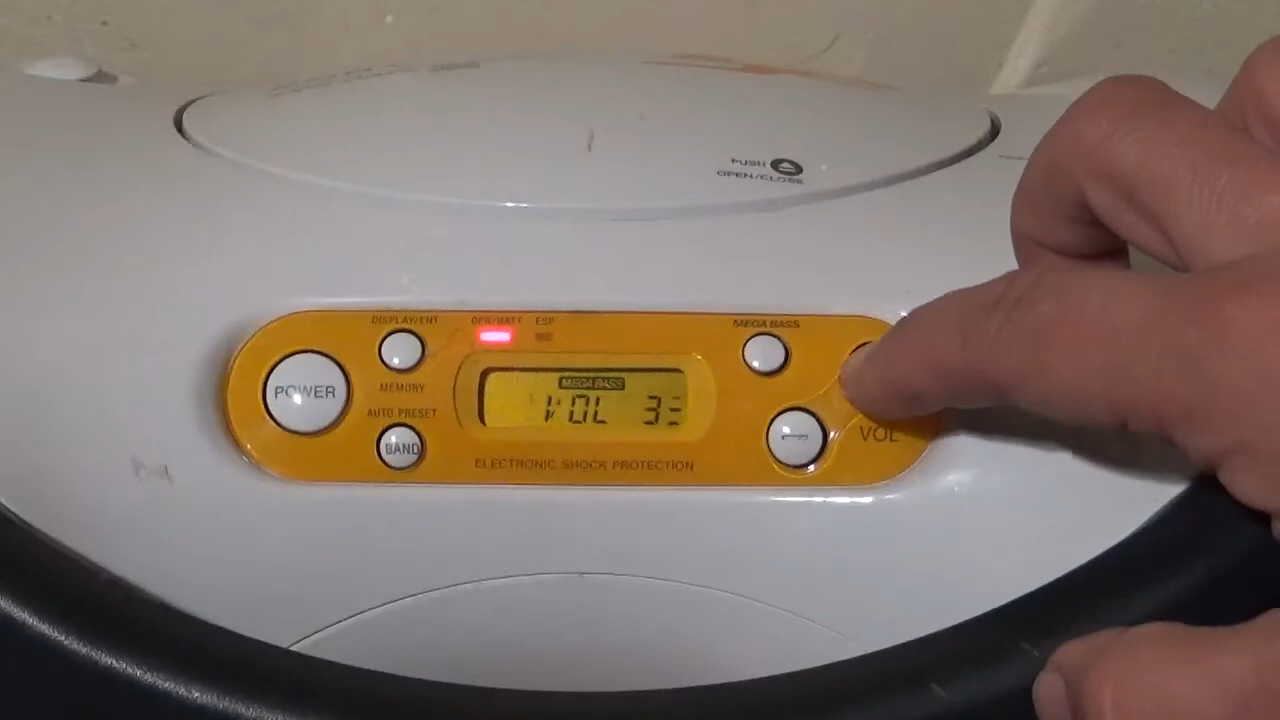 PUSH
OPEN/CLOSE
DISPLAY/ENT
OPR/BATT
ESP
MEGA BASS
POWER
MEMORY
AUTO PRESET
BAND
MEGA BASS
VOL 3
VOL
ELECTRONIC SHOCK PROTECTION